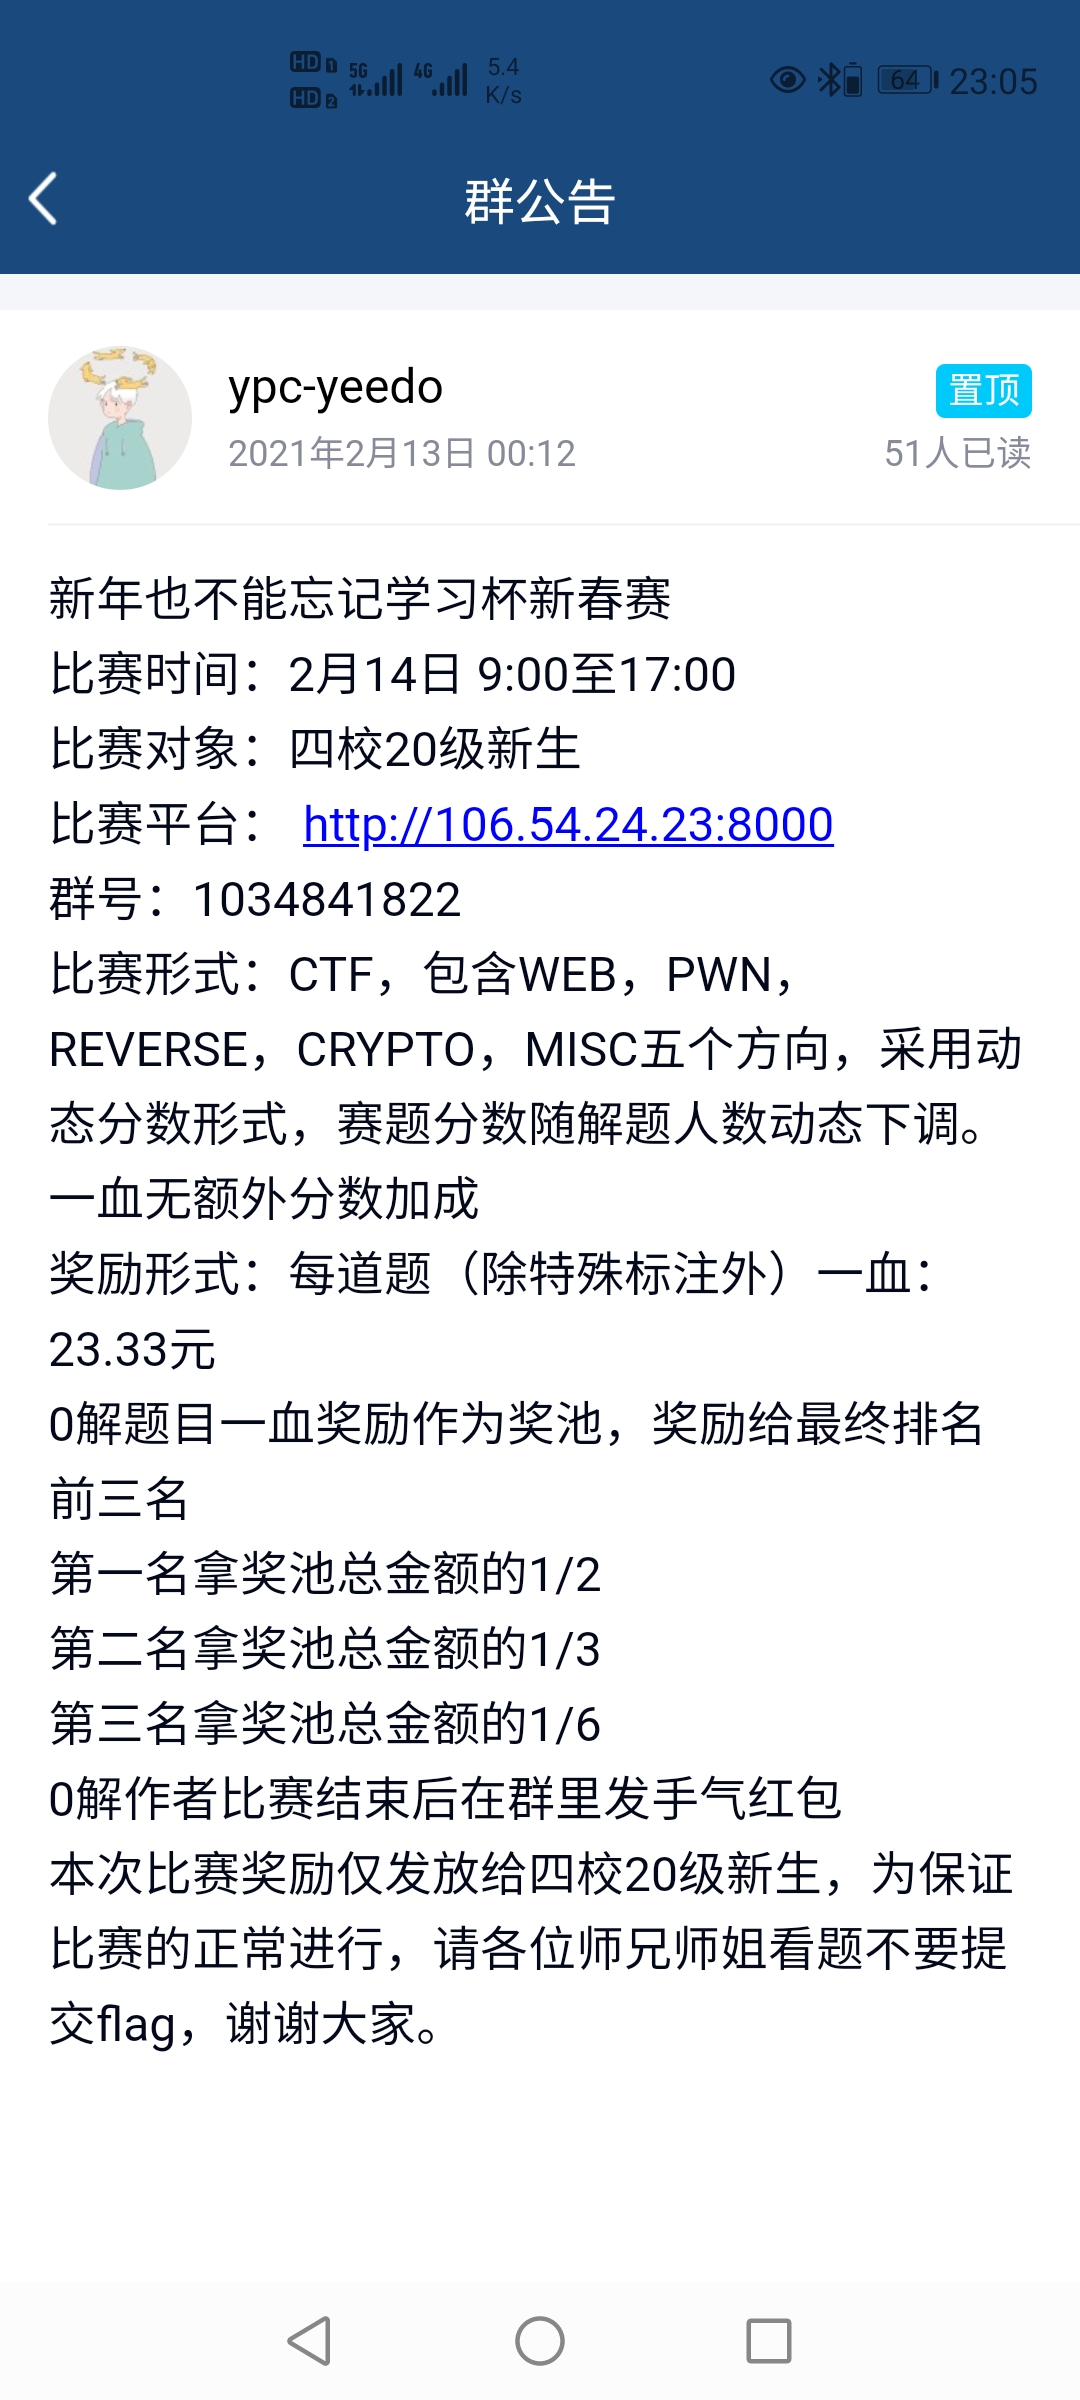 HD 1 5G 4G 5.4 64 23:05
HD 2 K/s
群公告
ypc-yeedo 置顶
2021年2月13日 00:12 51人已读
新年也不能忘记学习杯新春赛
比赛时间：2月14日 9:00至17:00
比赛对象：四校20级新生
比赛平台： http://106.54.24.23:8000
群号：1034841822
比赛形式：CTF，包含WEB，PWN，
REVERSE，CRYPTO，MISC五个方向，采用动
态分数形式，赛题分数随解题人数动态下调。
一血无额外分数加成
奖励形式：每道题（除特殊标注外）一血：
23.33元
0解题目一血奖励作为奖池，奖励给最终排名
前三名
第一名拿奖池总金额的1/2
第二名拿奖池总金额的1/3
第三名拿奖池总金额的1/6
0解作者比赛结束后在群里发手气红包
本次比赛奖励仅发放给四校20级新生，为保证
比赛的正常进行，请各位师兄师姐看题不要提
交flag，谢谢大家。